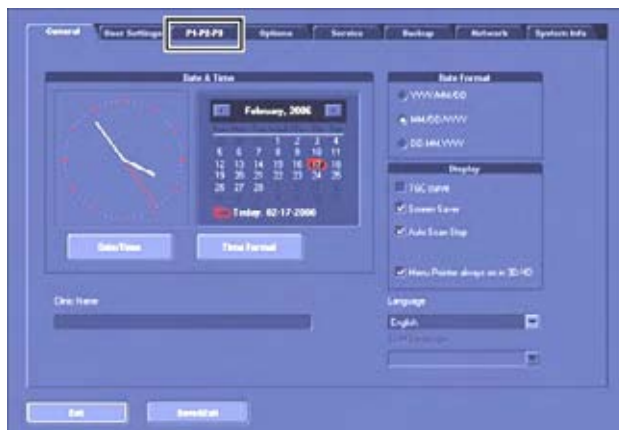 General User Settings P1-P2-P3 Options Service Backup Network System Info
Date & Time
February, 2006
1 2 3 4
5 6 7 8 9 10 11
12 13 14 15 16 17 18
19 20 21 22 23 24 25
26 27 28
Today: 02-17-2006
Date/Time
Time Format
Date Format
YYYY/MM/DD
MM/DD/YYYY
DD.MM.YYYY
Display
TGC curve
Screen Saver
Auto Scan Stop
Menu Pointer always on in 3D/4D
Clinic Name
Language
English
Exit
Save&Exit